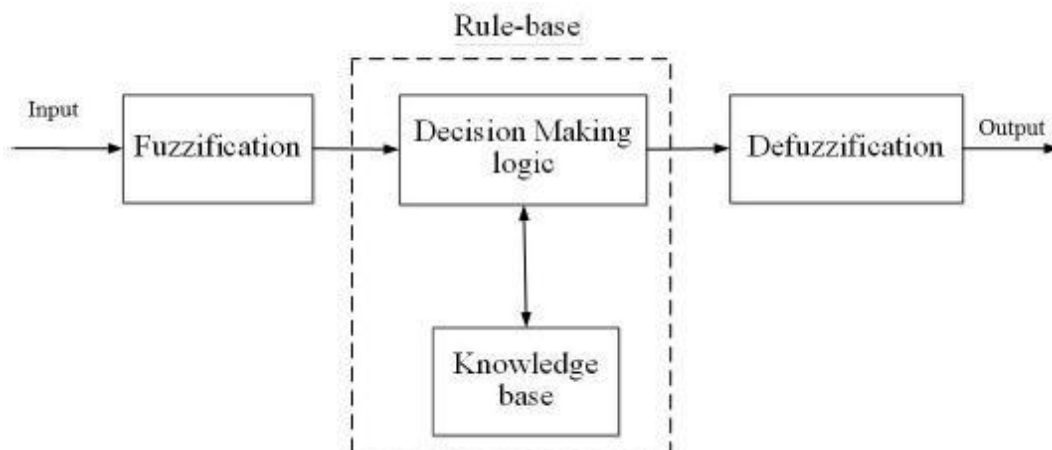 Rule-base
Input
Fuzzification
Decision Making
logic
Defuzzification
Output
Knowledge
base